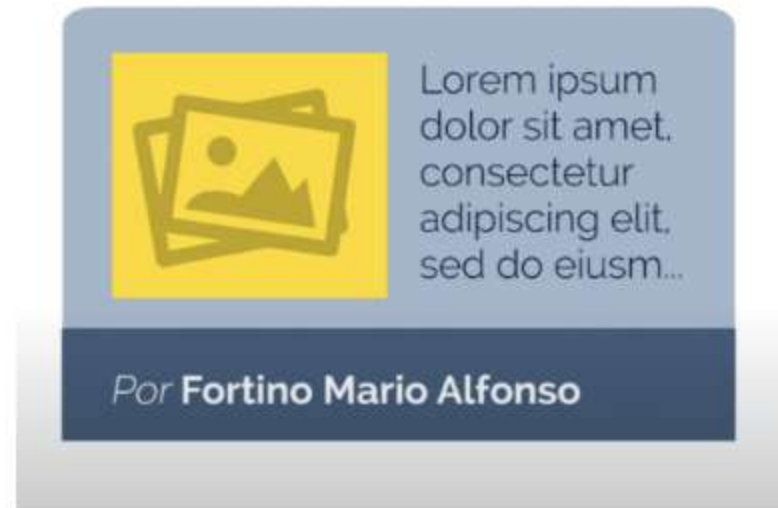 Lorem ipsum
dolor sit amet,
consectetur
adipiscing elit,
sed do eiusm...
Por Fortino Mario Alfonso